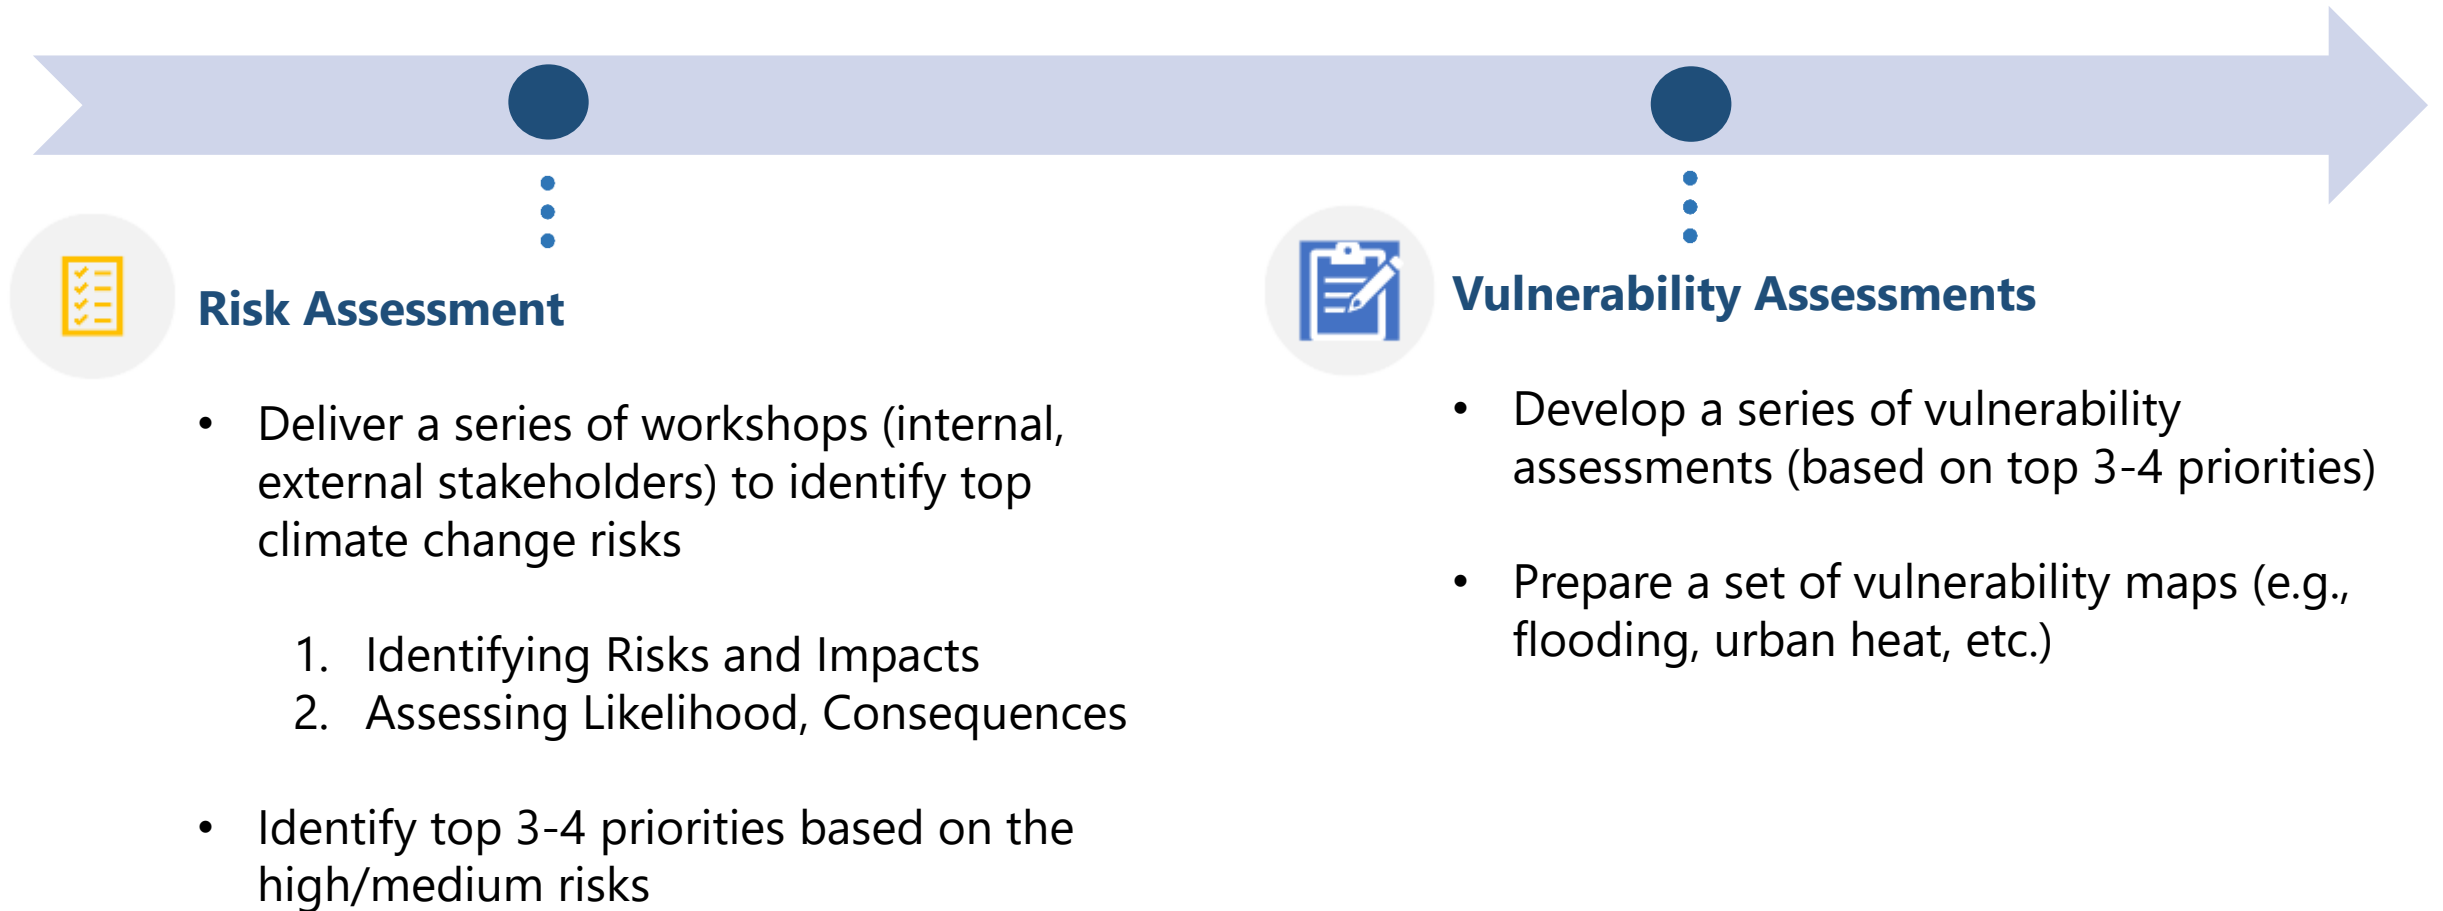 Risk Assessment
• Deliver a series of workshops (internal,
external stakeholders) to identify top
climate change risks
1. Identifying Risks and Impacts
2. Assessing Likelihood, Consequences
• Identify top 3-4 priorities based on the
high/medium risks
Vulnerability Assessments
• Develop a series of vulnerability
assessments (based on top 3-4 priorities)
• Prepare a set of vulnerability maps (e.g.,
flooding, urban heat, etc.)